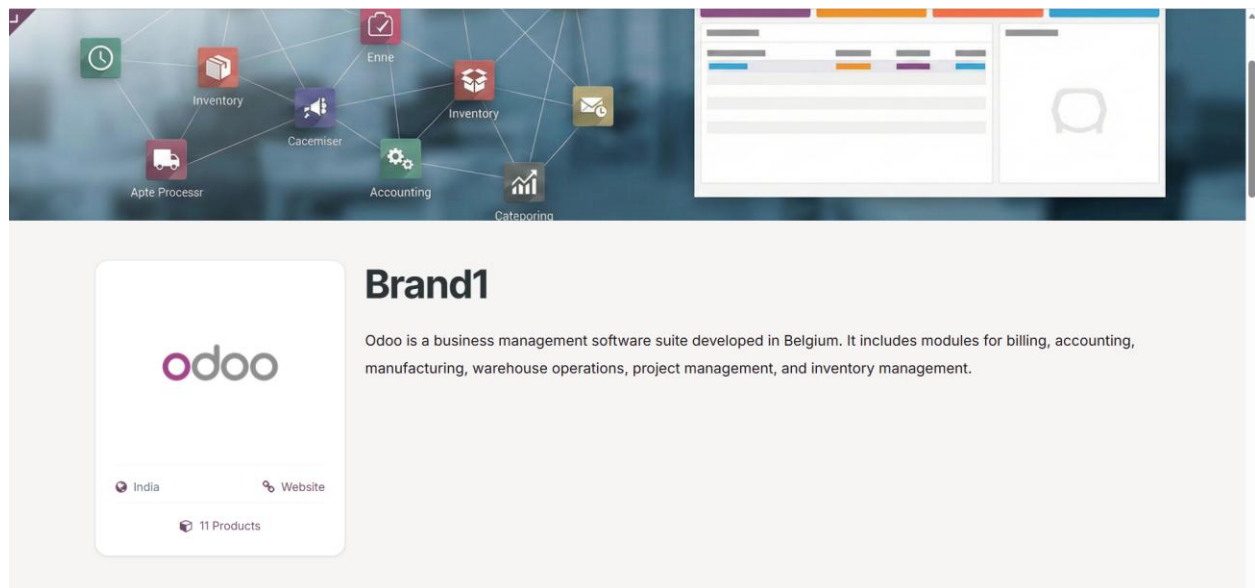 Enne
Inventory
Inventory
Cacemiser
Apte Processr
Accounting
Cateporing
Brand1
odoo
Odoo is a business management software suite developed in Belgium. It includes modules for billing, accounting,
manufacturing, warehouse operations, project management, and inventory management.
India
Website
11 Products